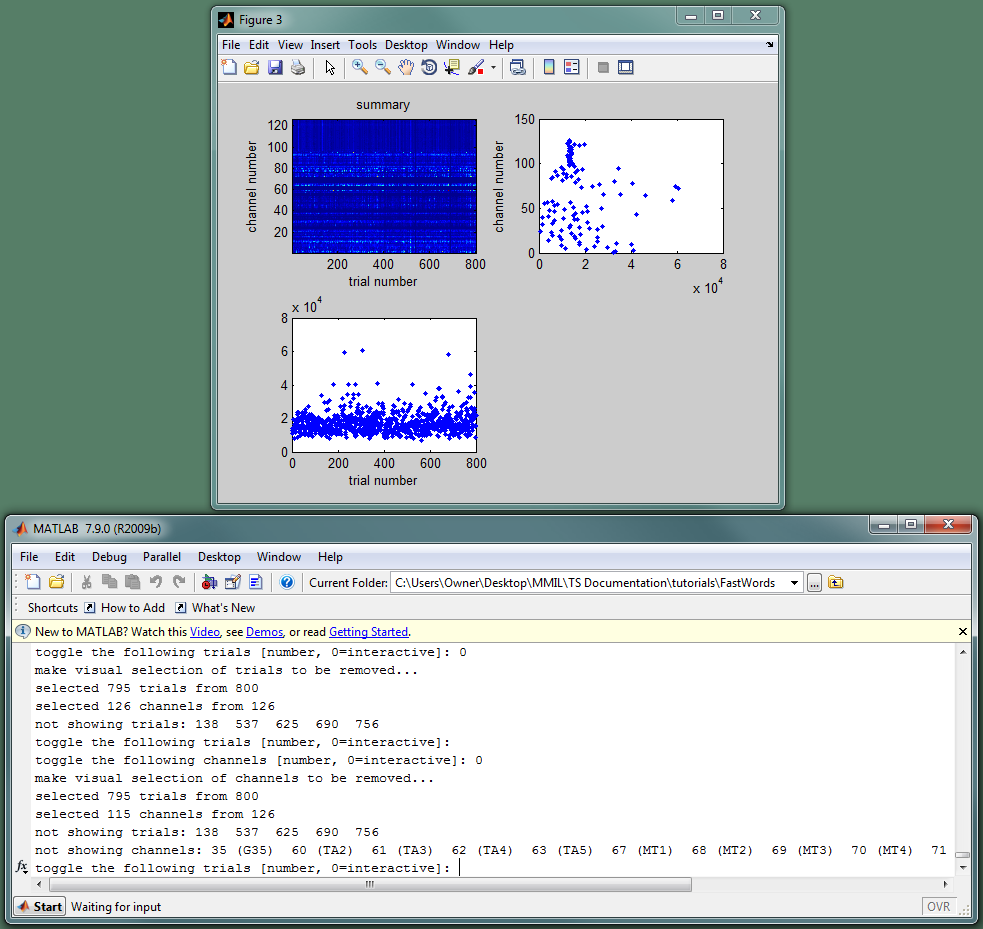 Figure 3
File Edit View Insert Tools Desktop Window Help
summary
120
100
80
60
40
20
channel number
200 400 600 800
trial number
150
100
50
0
channel number
0 2 4 6 8
x 10^4
x 10^4
8
6
4
2
0
0 200 400 600 800
trial number
MATLAB 7.9.0 (R2009b)
File Edit Debug Parallel Desktop Window Help
Current Folder: C:\Users\Owner\Desktop\MMIL\TS Documentation\tutorials\FastWords
Shortcuts How to Add What's New
New to MATLAB? Watch this Video, see Demos, or read Getting Started.
toggle the following trials [number, 0=interactive]: 0
make visual selection of trials to be removed...
selected 795 trials from 800
selected 126 channels from 126
not showing trials: 138 537 625 690 756
toggle the following trials [number, 0=interactive]:
toggle the following channels [number, 0=interactive]: 0
make visual selection of channels to be removed...
selected 795 trials from 800
selected 115 channels from 126
not showing trials: 138 537 625 690 756
not showing channels: 35 (G35) 60 (TA2) 61 (TA3) 62 (TA4) 63 (TA5) 67 (MT1) 68 (MT2) 69 (MT3) 70 (MT4) 71
fx toggle the following trials [number, 0=interactive]:
Start Waiting for input OVR